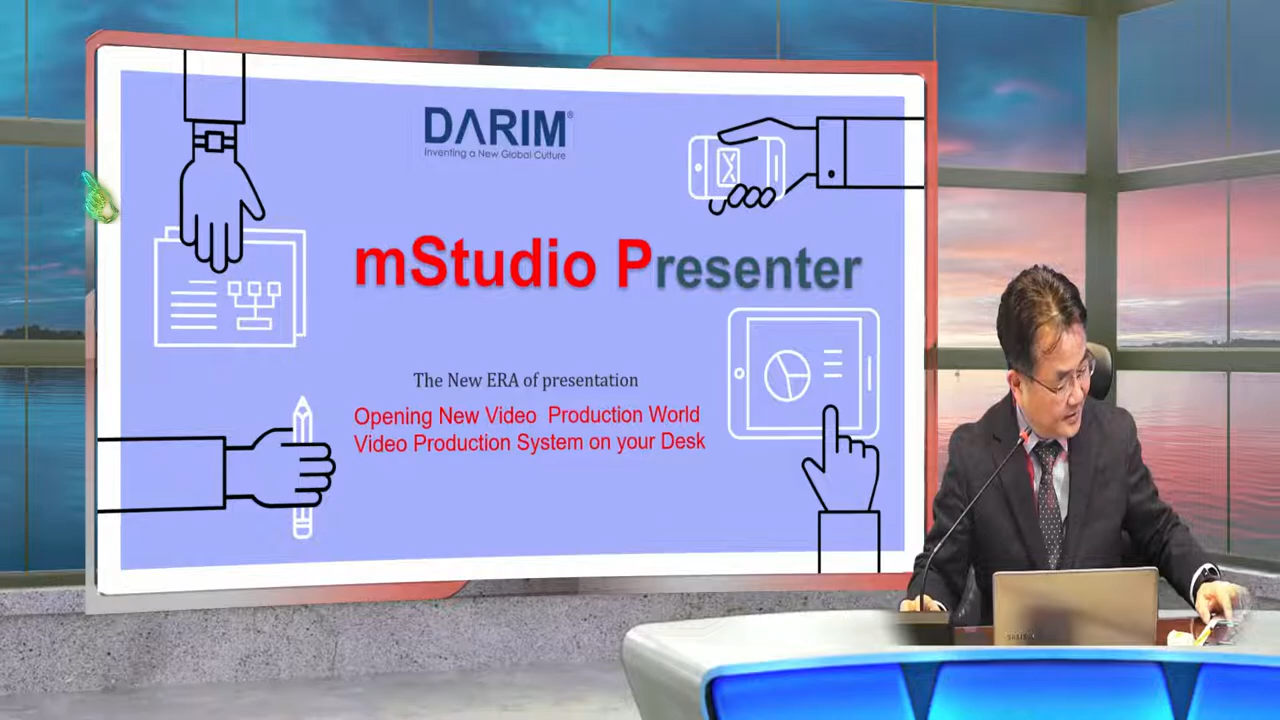 DARIM®
Inventing a New Global Culture
mStudio Presenter
The New ERA of presentation
Opening New Video Production World
Video Production System on your Desk